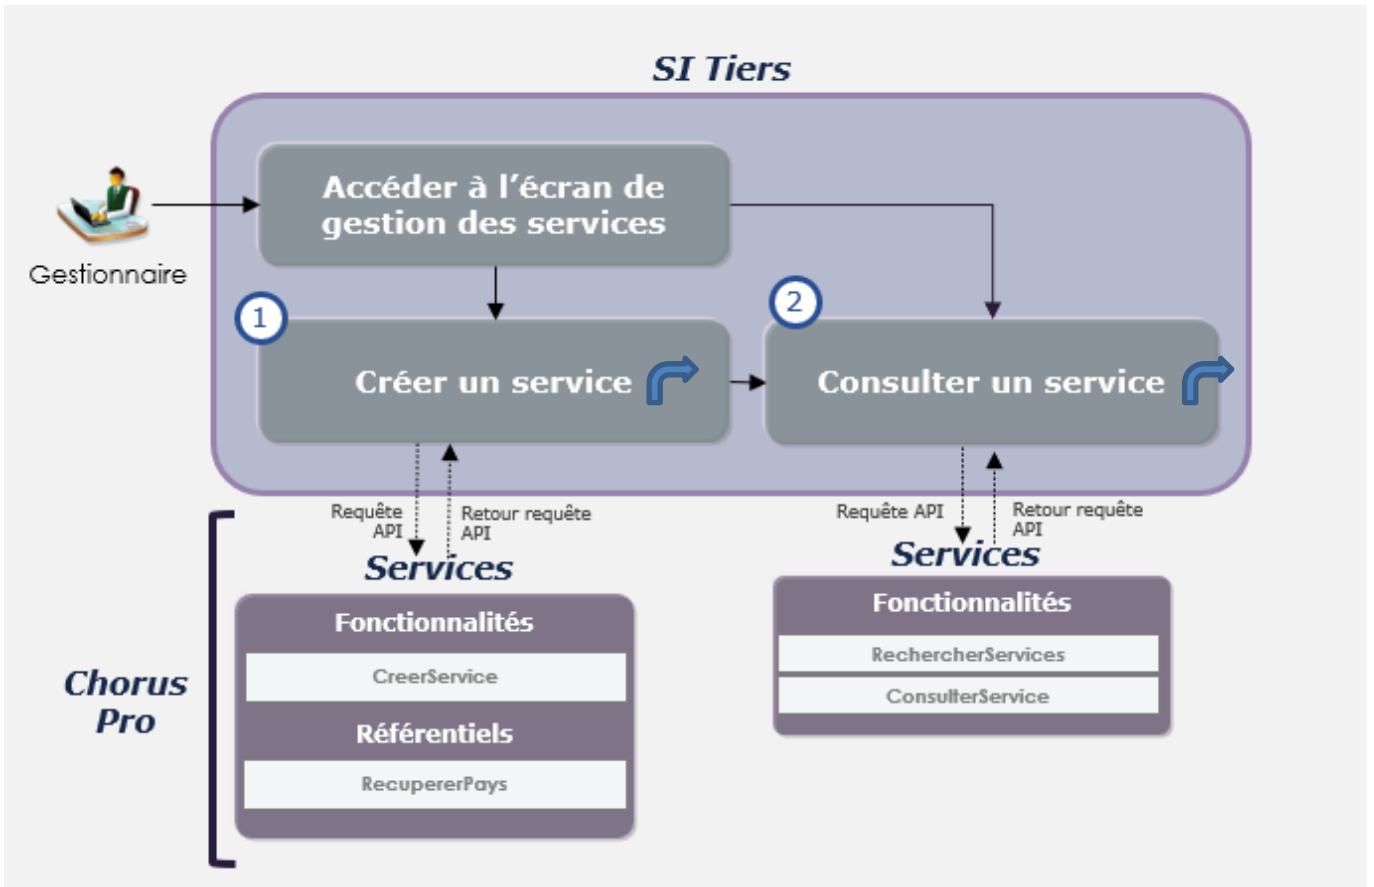 SI Tiers
Accéder à l’écran de
gestion des services
Gestionnaire
1
Créer un service
2
Consulter un service
Requête
API
Retour requête
API
Requête API
Retour requête
API
Chorus
Pro
Services
Fonctionnalités
CreerService
Référentiels
RecupererPays
Services
Fonctionnalités
RechercherServices
ConsulterService